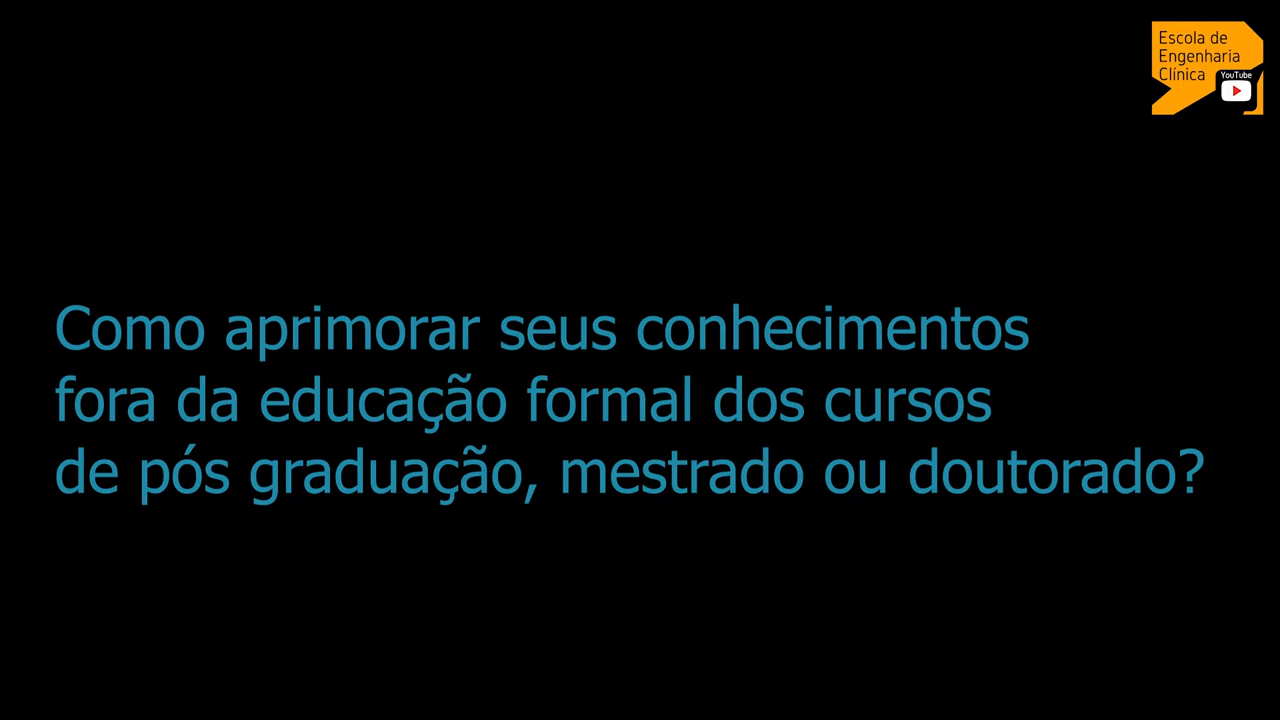 Escola de
Engenharia
Clínica
YouTube
Como aprimorar seus conhecimentos
fora da educação formal dos cursos
de pós graduação, mestrado ou doutorado?